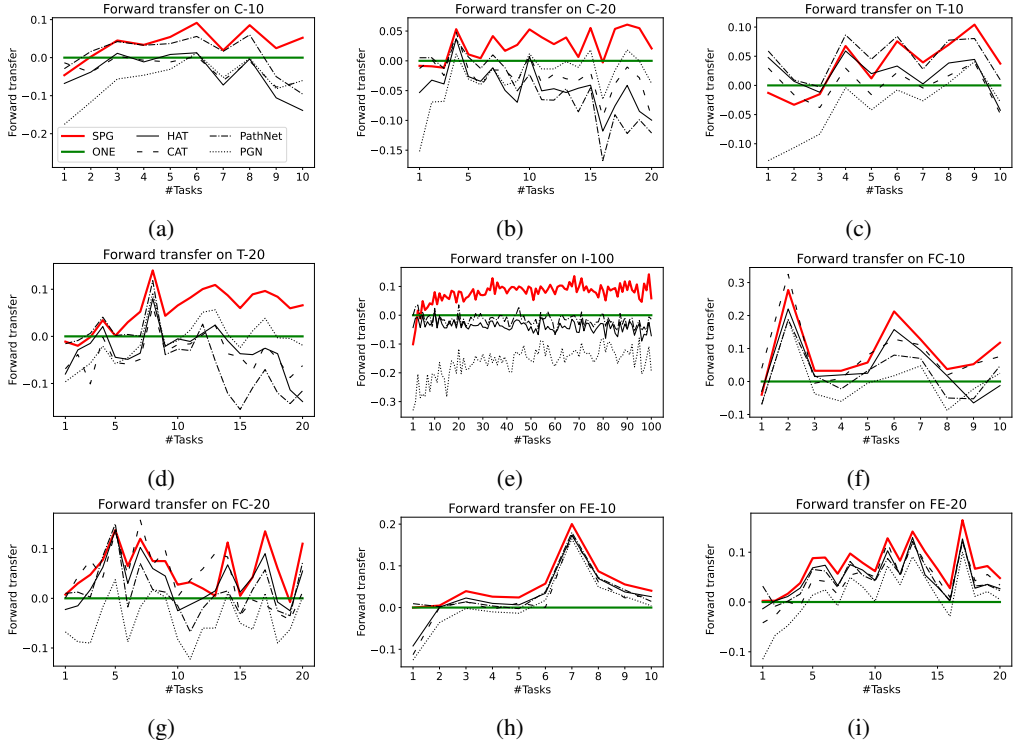 Forward transfer on C-10
Forward transfer
0.1
0.0
−0.1
−0.2
SPG
ONE
HAT
CAT
PathNet
PGN
1 2 3 4 5 6 7 8 9 10
#Tasks
(a)
Forward transfer on C-20
Forward transfer
0.05
0.00
−0.05
−0.10
−0.15
1 5 10 15 20
#Tasks
(b)
Forward transfer on T-10
Forward transfer
0.10
0.05
0.00
−0.05
−0.10
1 2 3 4 5 6 7 8 9 10
#Tasks
(c)
Forward transfer on T-20
Forward transfer
0.1
0.0
−0.1
1 5 10 15 20
#Tasks
(d)
Forward transfer on I-100
Forward transfer
0.1
0.0
−0.1
−0.2
−0.3
1 10 20 30 40 50 60 70 80 90 100
#Tasks
(e)
Forward transfer on FC-10
Forward transfer
0.3
0.2
0.1
0.0
−0.1
1 2 3 4 5 6 7 8 9 10
#Tasks
(f)
Forward transfer on FC-20
Forward transfer
0.1
0.0
−0.1
1 5 10 15 20
#Tasks
(g)
Forward transfer on FE-10
Forward transfer
0.2
0.1
0.0
−0.1
1 2 3 4 5 6 7 8 9 10
#Tasks
(h)
Forward transfer on FE-20
Forward transfer
0.1
0.0
−0.1
1 5 10 15 20
#Tasks
(i)